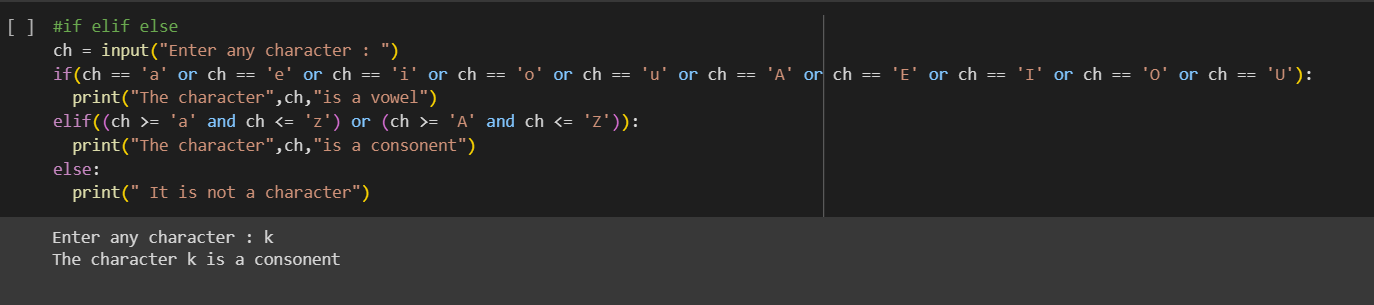 [ ] #if elif else
ch = input("Enter any character : ")
if(ch == 'a' or ch == 'e' or ch == 'i' or ch == 'o' or ch == 'u' or ch == 'A' or ch == 'E' or ch == 'I' or ch == 'O' or ch == 'U'):
  print("The character",ch,"is a vowel")
elif((ch >= 'a' and ch <= 'z') or (ch >= 'A' and ch <= 'Z')):
  print("The character",ch,"is a consonent")
else:
  print(" It is not a character")
Enter any character : k
The character k is a consonent